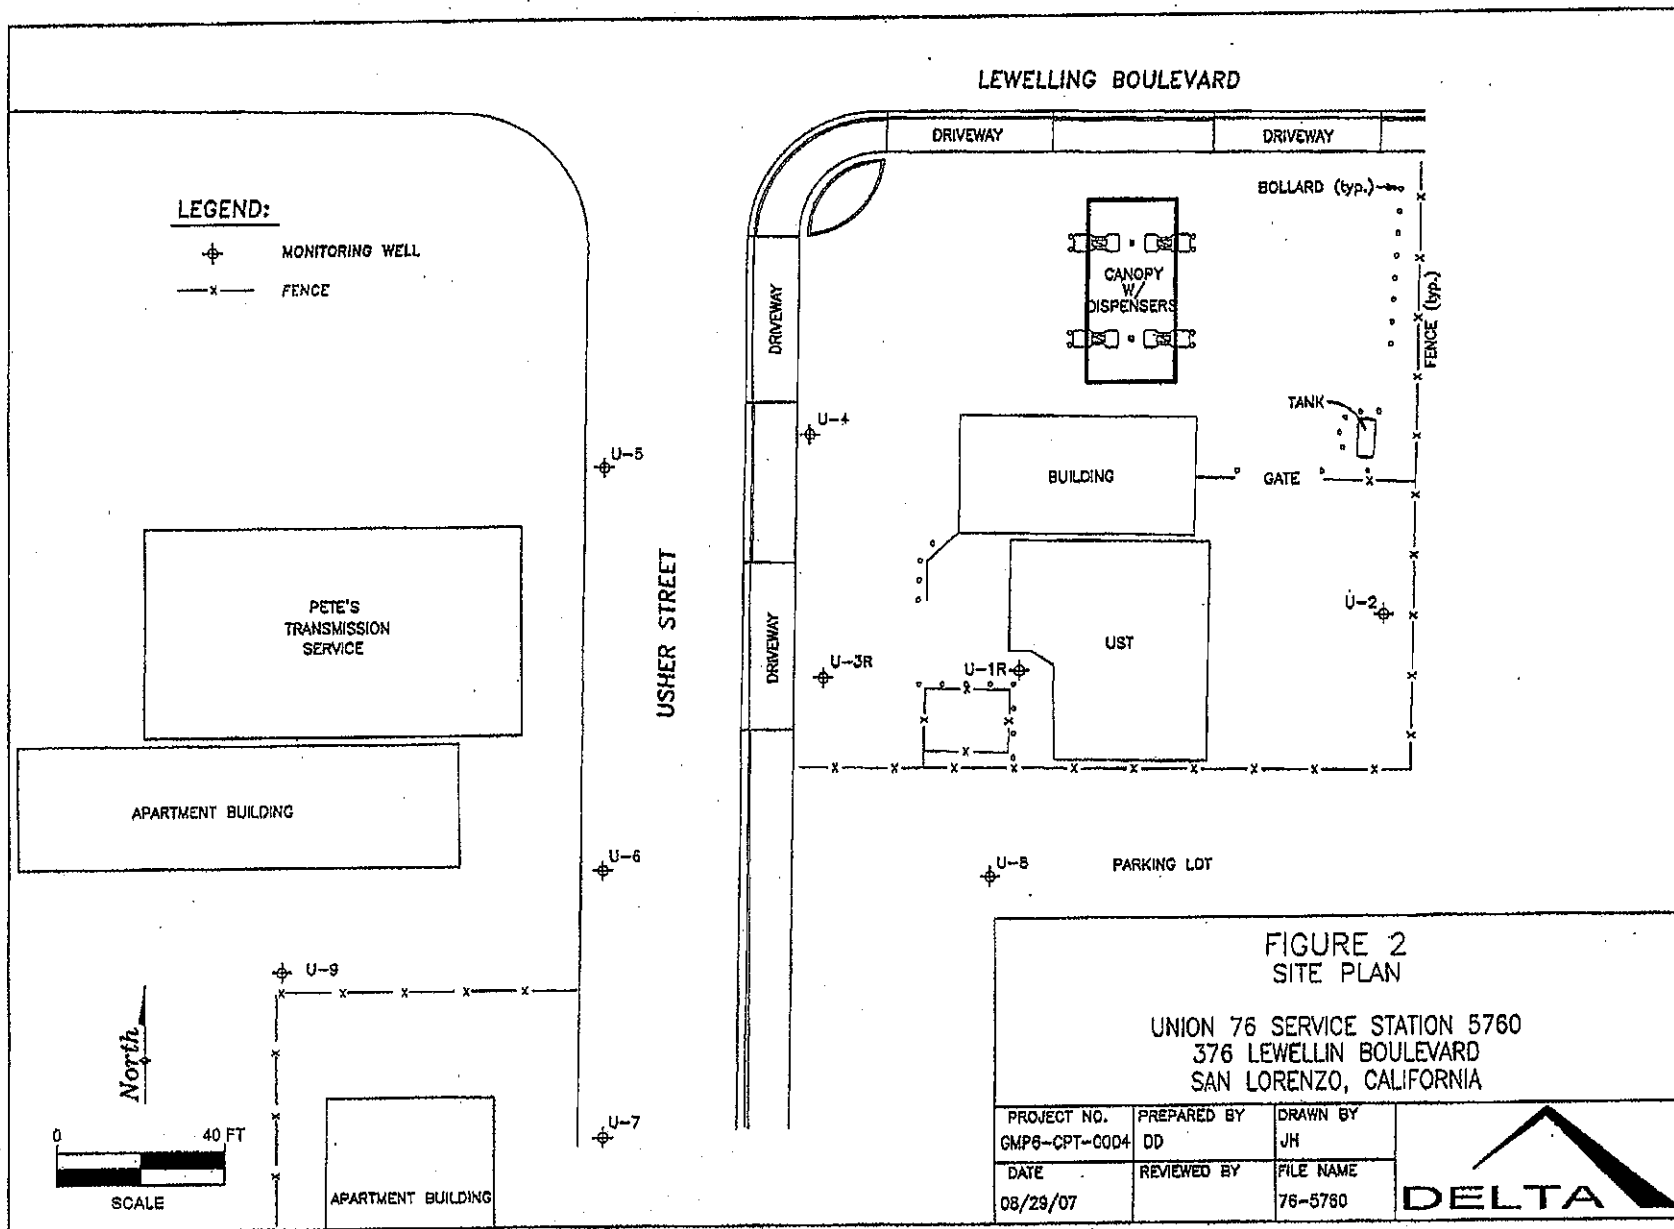 LEWELLING BOULEVARD
DRIVEWAY
DRIVEWAY
BOLLARD (typ.)
LEGEND:
MONITORING WELL
x FENCE
DRIVEWAY
CANOPY
W/
DISPENSERS
FENCE (typ.)
TANK
U-4
U-5
BUILDING
GATE
USHER STREET
PETE'S
TRANSMISSION
SERVICE
DRIVEWAY
U-2
UST
U-3R
U-1R
APARTMENT BUILDING
U-6
U-8
PARKING LOT
U-9
North
U-7
0 40 FT
SCALE
APARTMENT BUILDING
FIGURE 2
SITE PLAN
UNION 76 SERVICE STATION 5760
376 LEWELLIN BOULEVARD
SAN LORENZO, CALIFORNIA
PROJECT NO. PREPARED BY DRAWN BY
GMP6-CPT-0004 DD JH
DATE REVIEWED BY FILE NAME
08/29/07 76-5760
DELTA